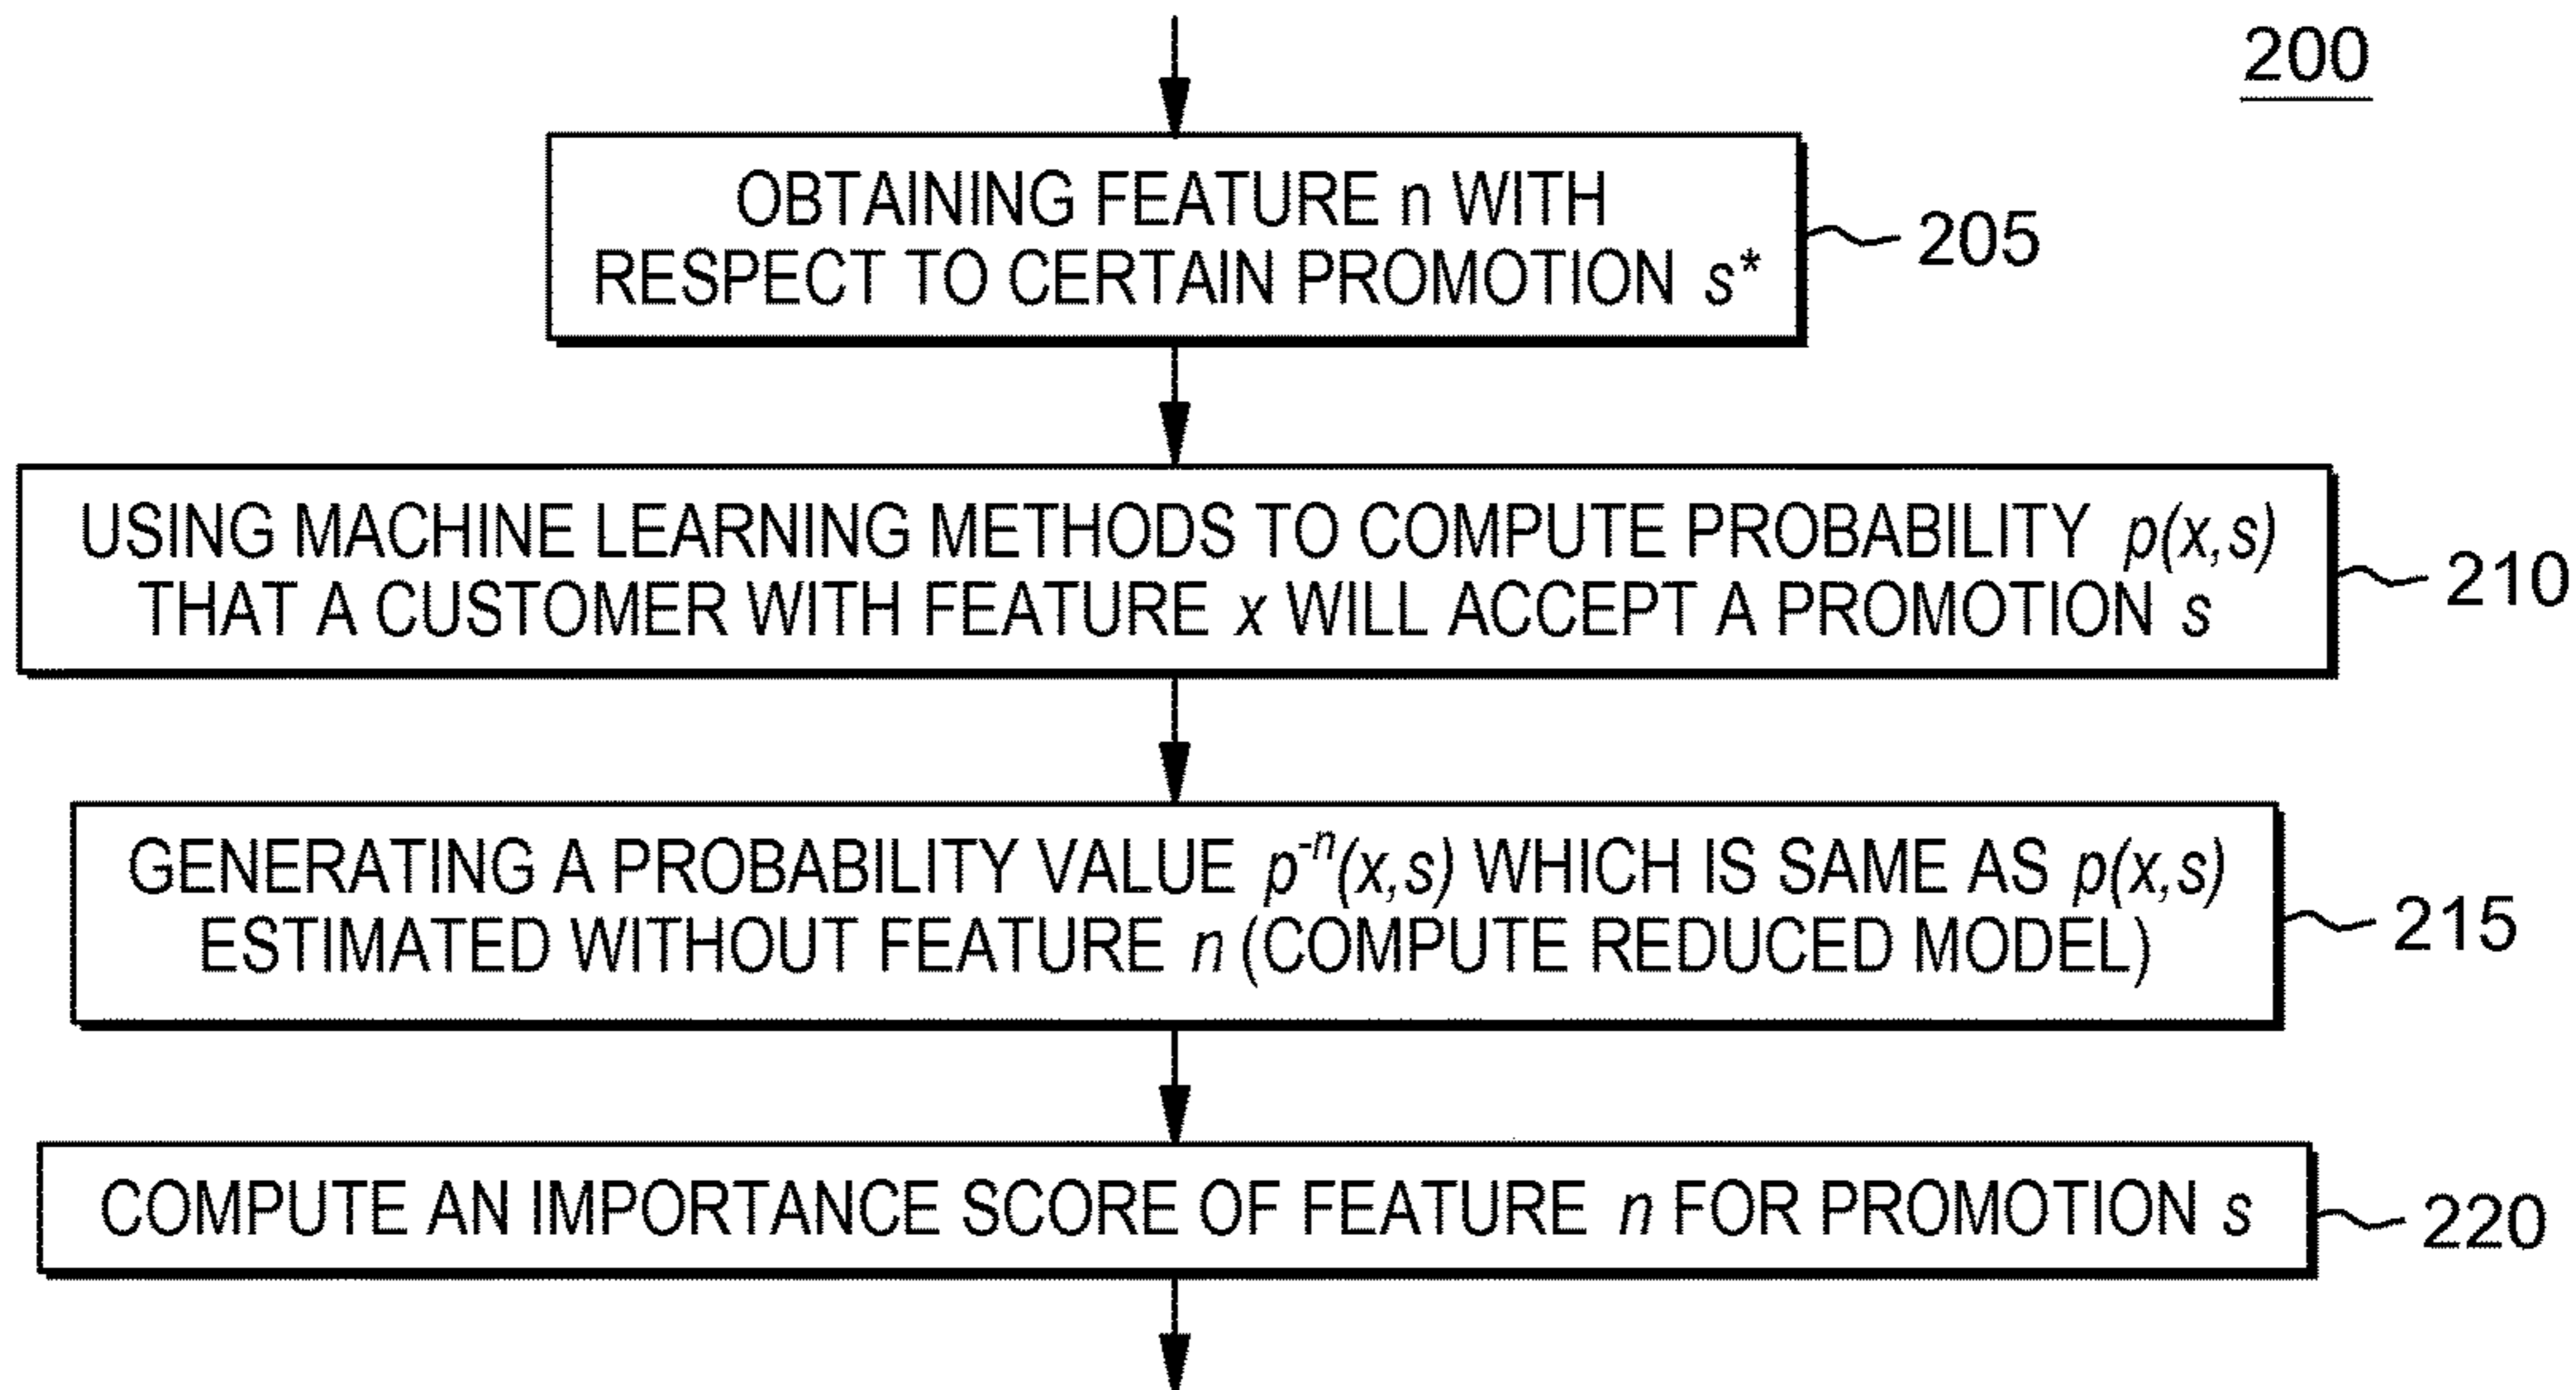 200
OBTAINING FEATURE n WITH
RESPECT TO CERTAIN PROMOTION s*
205
USING MACHINE LEARNING METHODS TO COMPUTE PROBABILITY p(x,s)
THAT A CUSTOMER WITH FEATURE x WILL ACCEPT A PROMOTION s
210
GENERATING A PROBABILITY VALUE p⁻ⁿ(x,s) WHICH IS SAME AS p(x,s)
ESTIMATED WITHOUT FEATURE n (COMPUTE REDUCED MODEL)
215
COMPUTE AN IMPORTANCE SCORE OF FEATURE n FOR PROMOTION s
220